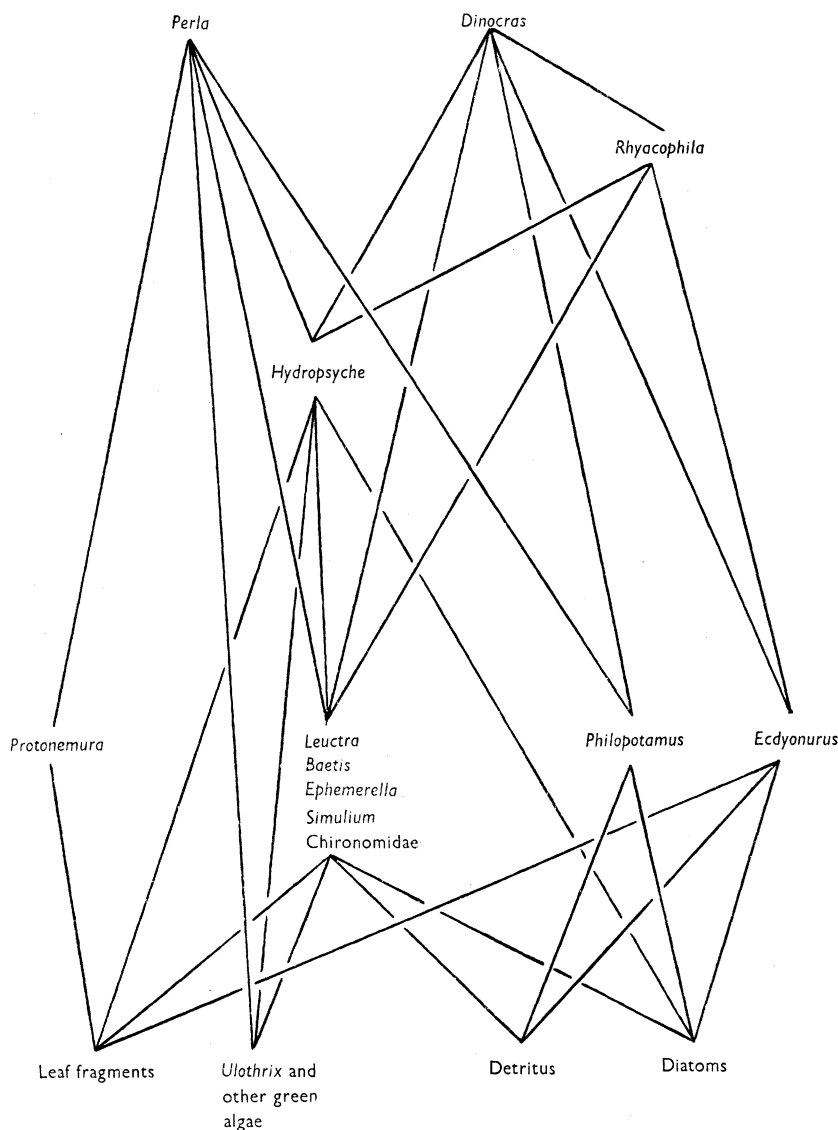 Perla
Dinocras
Rhyacophila
Hydropsyche
Protonemura
Leuctra
Baetis
Ephemerella
Simulium
Chironomidae
Philopotamus
Ecdyonurus
Leaf fragments
Ulothrix and
other green
algae
Detritus
Diatoms